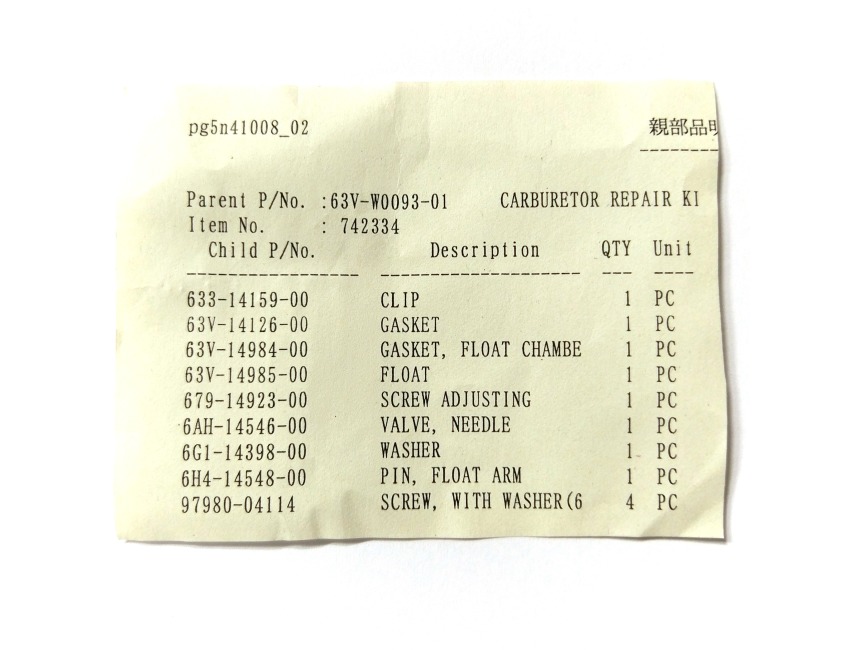 pg5n41008_02 親部品明
Parent P/No. :63V-W0093-01 CARBURETOR REPAIR KI
Item No. : 742334
Child P/No. Description QTY Unit
633-14159-00 CLIP 1 PC
63V-14126-00 GASKET 1 PC
63V-14984-00 GASKET, FLOAT CHAMBE 1 PC
63V-14985-00 FLOAT 1 PC
679-14923-00 SCREW ADJUSTING 1 PC
6AH-14546-00 VALVE, NEEDLE 1 PC
6G1-14398-00 WASHER 1 PC
6H4-14548-00 PIN, FLOAT ARM 1 PC
97980-04114 SCREW, WITH WASHER(6 4 PC